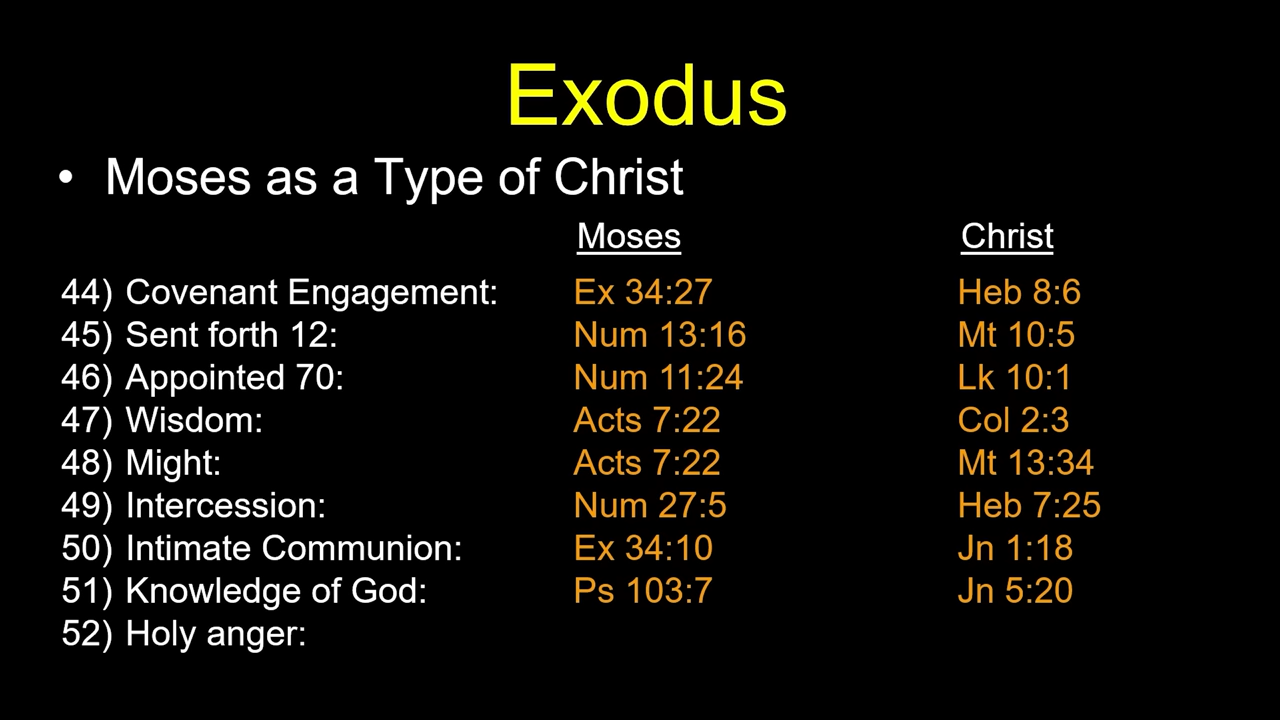 Exodus
• Moses as a Type of Christ
Moses Christ
44) Covenant Engagement: Ex 34:27 Heb 8:6
45) Sent forth 12: Num 13:16 Mt 10:5
46) Appointed 70: Num 11:24 Lk 10:1
47) Wisdom: Acts 7:22 Col 2:3
48) Might: Acts 7:22 Mt 13:34
49) Intercession: Num 27:5 Heb 7:25
50) Intimate Communion: Ex 34:10 Jn 1:18
51) Knowledge of God: Ps 103:7 Jn 5:20
52) Holy anger: